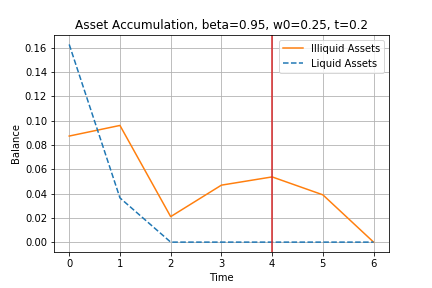 Asset Accumulation, beta=0.95, w0=0.25, t=0.2
Illiquid Assets
Liquid Assets
Balance
0.16
0.14
0.12
0.10
0.08
0.06
0.04
0.02
0.00
0 1 2 3 4 5 6
Time